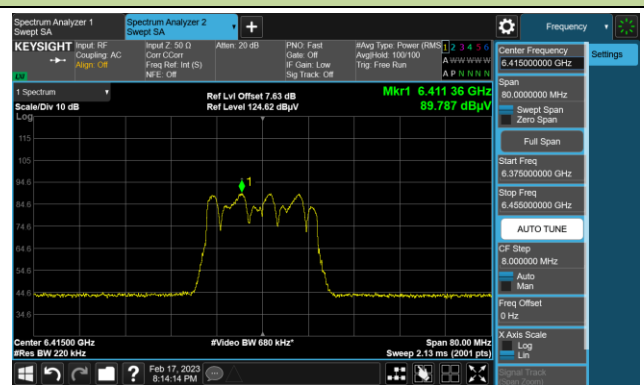 Spectrum Analyzer 1
Swept SA
Spectrum Analyzer 2
Swept SA
Frequency
KEYSIGHT
Input: RF
Coupling: AC
Align: Off
Input Z: 50 Ω
Corr CCorr
Freq Ref: Int (S)
NFE: Off
Atten: 20 dB
PNO: Fast
Gate: Off
IF Gain: Low
Sig Track: Off
#Avg Type: Power (RMS
Avg|Hold: 100/100
Trig: Free Run
1 2 3 4 5 6
A W W W W W
A P N N N N
LW
Center Frequency
6.415000000 GHz
Settings
Span
80.0000000 MHz
Swept Span
Zero Span
Full Span
Start Freq
6.375000000 GHz
Stop Freq
6.455000000 GHz
AUTO TUNE
CF Step
8.000000 MHz
Auto
Man
Freq Offset
0 Hz
X Axis Scale
Log
Lin
Signal Track
(Span Zoom)
1 Spectrum
Scale/Div 10 dB
Log
Ref Lvl Offset 7.63 dB
Ref Level 124.62 dBµV
Mkr1 6.411 36 GHz
89.787 dBµV
115
105
94.6
84.6
74.6
64.6
54.6
44.6
34.6
1
Center 6.41500 GHz
#Res BW 220 kHz
#Video BW 680 kHz*
Span 80.00 MHz
Sweep 2.13 ms (2001 pts)
?
Feb 17, 2023
8:14:14 PM